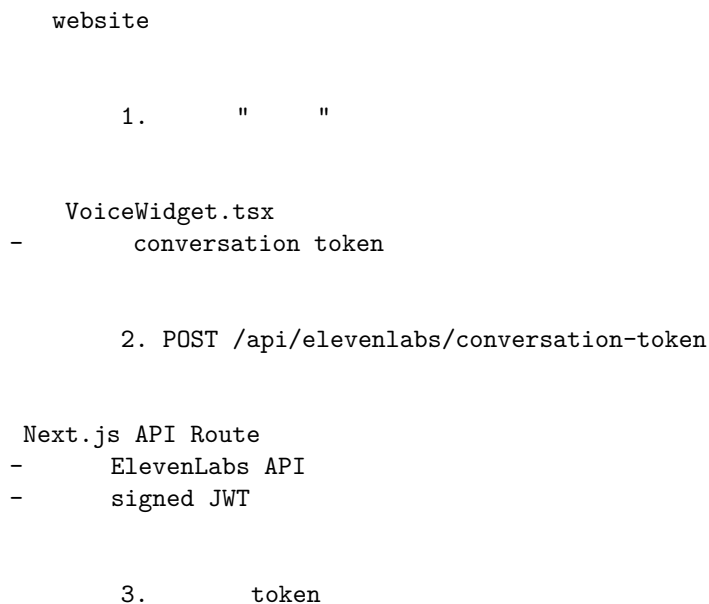 website
1. " "
VoiceWidget.tsx
- conversation token
2. POST /api/elevenlabs/conversation-token
Next.js API Route
- ElevenLabs API
- signed JWT
3. token